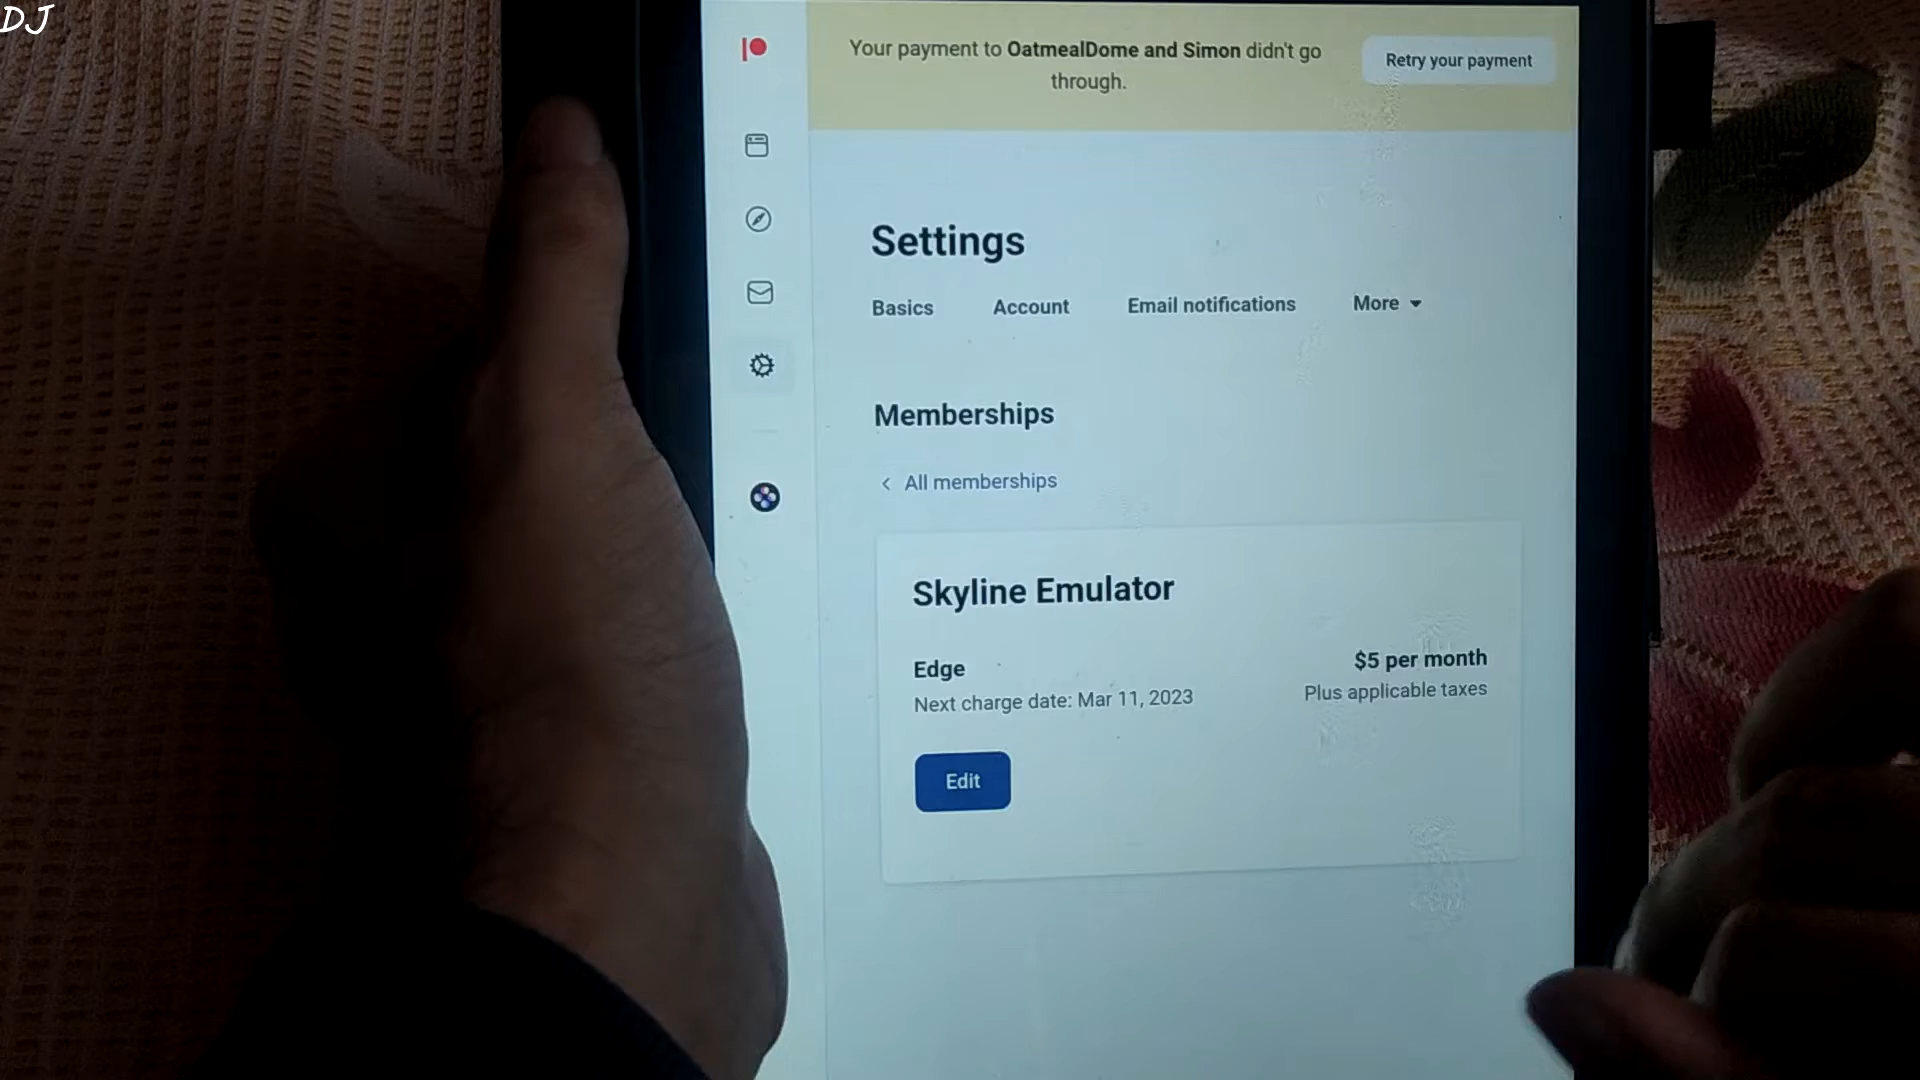 DJ
Your payment to OatmealDome and Simon didn't go
through.
Retry your payment
Settings
Basics
Account
Email notifications
More
Memberships
All memberships
Skyline Emulator
Edge
$5 per month
Next charge date: Mar 11, 2023
Plus applicable taxes
Edit